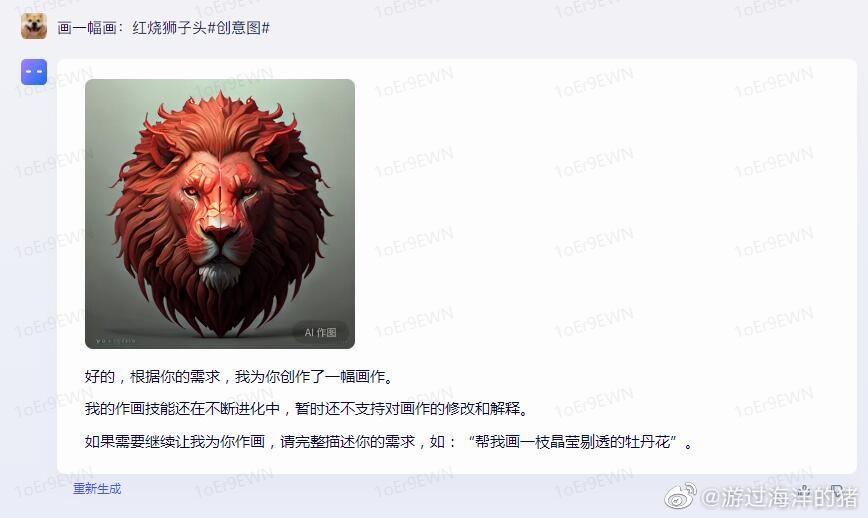 画一幅画：红烧狮子头#创意图#
AI 作图
好的，根据你的需求，我为你创作了一幅画作。
我的作画技能还在不断进化中，暂时还不支持对画作的修改和解释。
如果需要继续让我为你作画，请完整描述你的需求，如：“帮我画一枝晶莹剔透的牡丹花”。
重新生成
@游过海洋的猪
1oEr9EWN